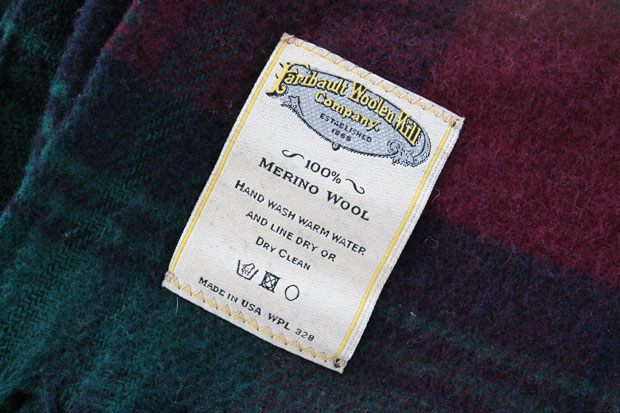 Faribault Woolen Mill
Company.
ESTABLISHED
1865
100%
MERINO WOOL
HAND WASH WARM WATER
AND LINE DRY OR
DRY CLEAN
MADE IN USA WPL 328